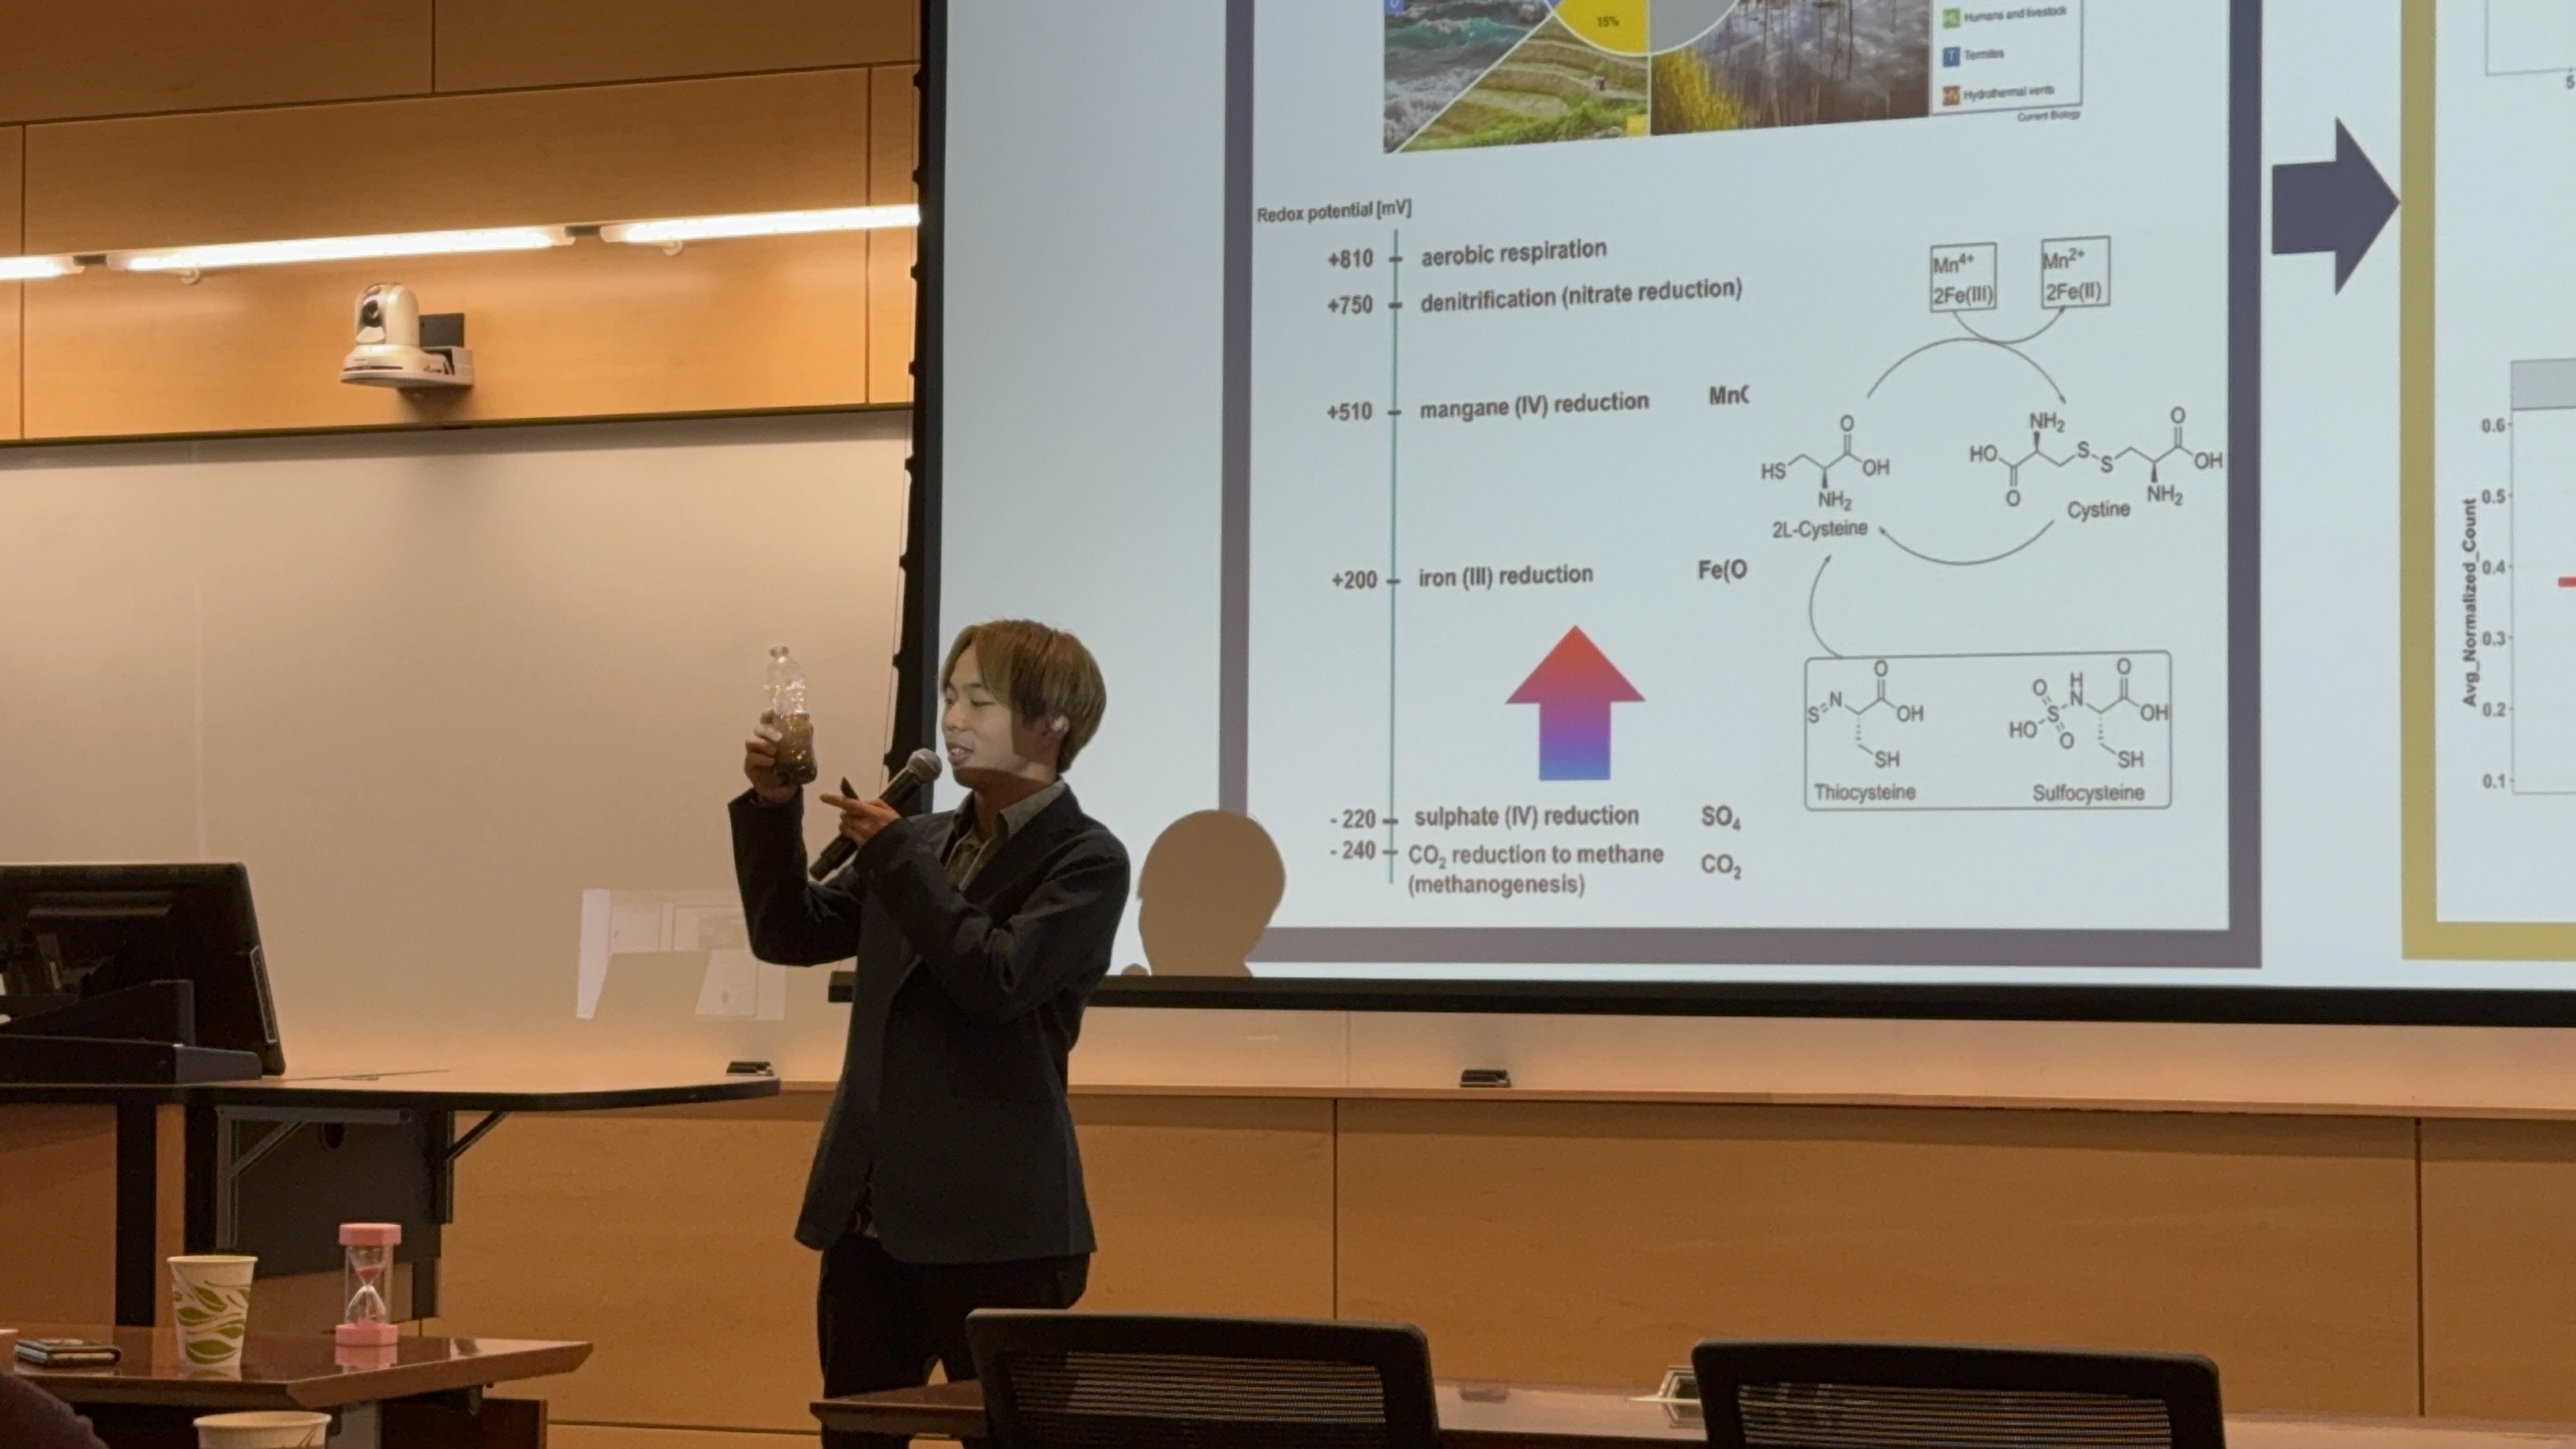 15%
Humans and livestock
T Termites
Hydrothermal vents
Current Biology
Redox potential [mV]
+810 aerobic respiration
+750 denitrification (nitrate reduction)
+510 mangane (IV) reduction
+200 iron (III) reduction Fe(O
- 220 sulphate (IV) reduction SO₄
- 240 CO₂ reduction to methane CO₂
(methanogenesis)
Mn⁴⁺
2Fe(III)
Mn²⁺
2Fe(II)
HS
O
OH
NH₂
2L-Cysteine
HO
O
NH₂
S
S
O
OH
NH₂
Cystine
S
N
O
OH
SH
Thiocysteine
HO
O
S
O
H
N
O
OH
SH
Sulfocysteine
5
Avg_Normalized_Count
0.6
0.5
0.4
0.3
0.2
0.1